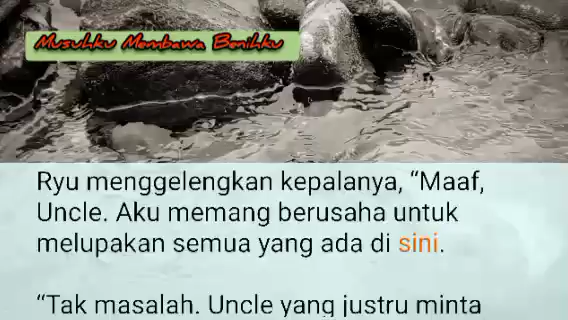 Musuhku Membawa Benihku
Ryu menggelengkan kepalanya, “Maaf,
Uncle. Aku memang berusaha untuk
melupakan semua yang ada di sini.
“Tak masalah. Uncle yang justru minta